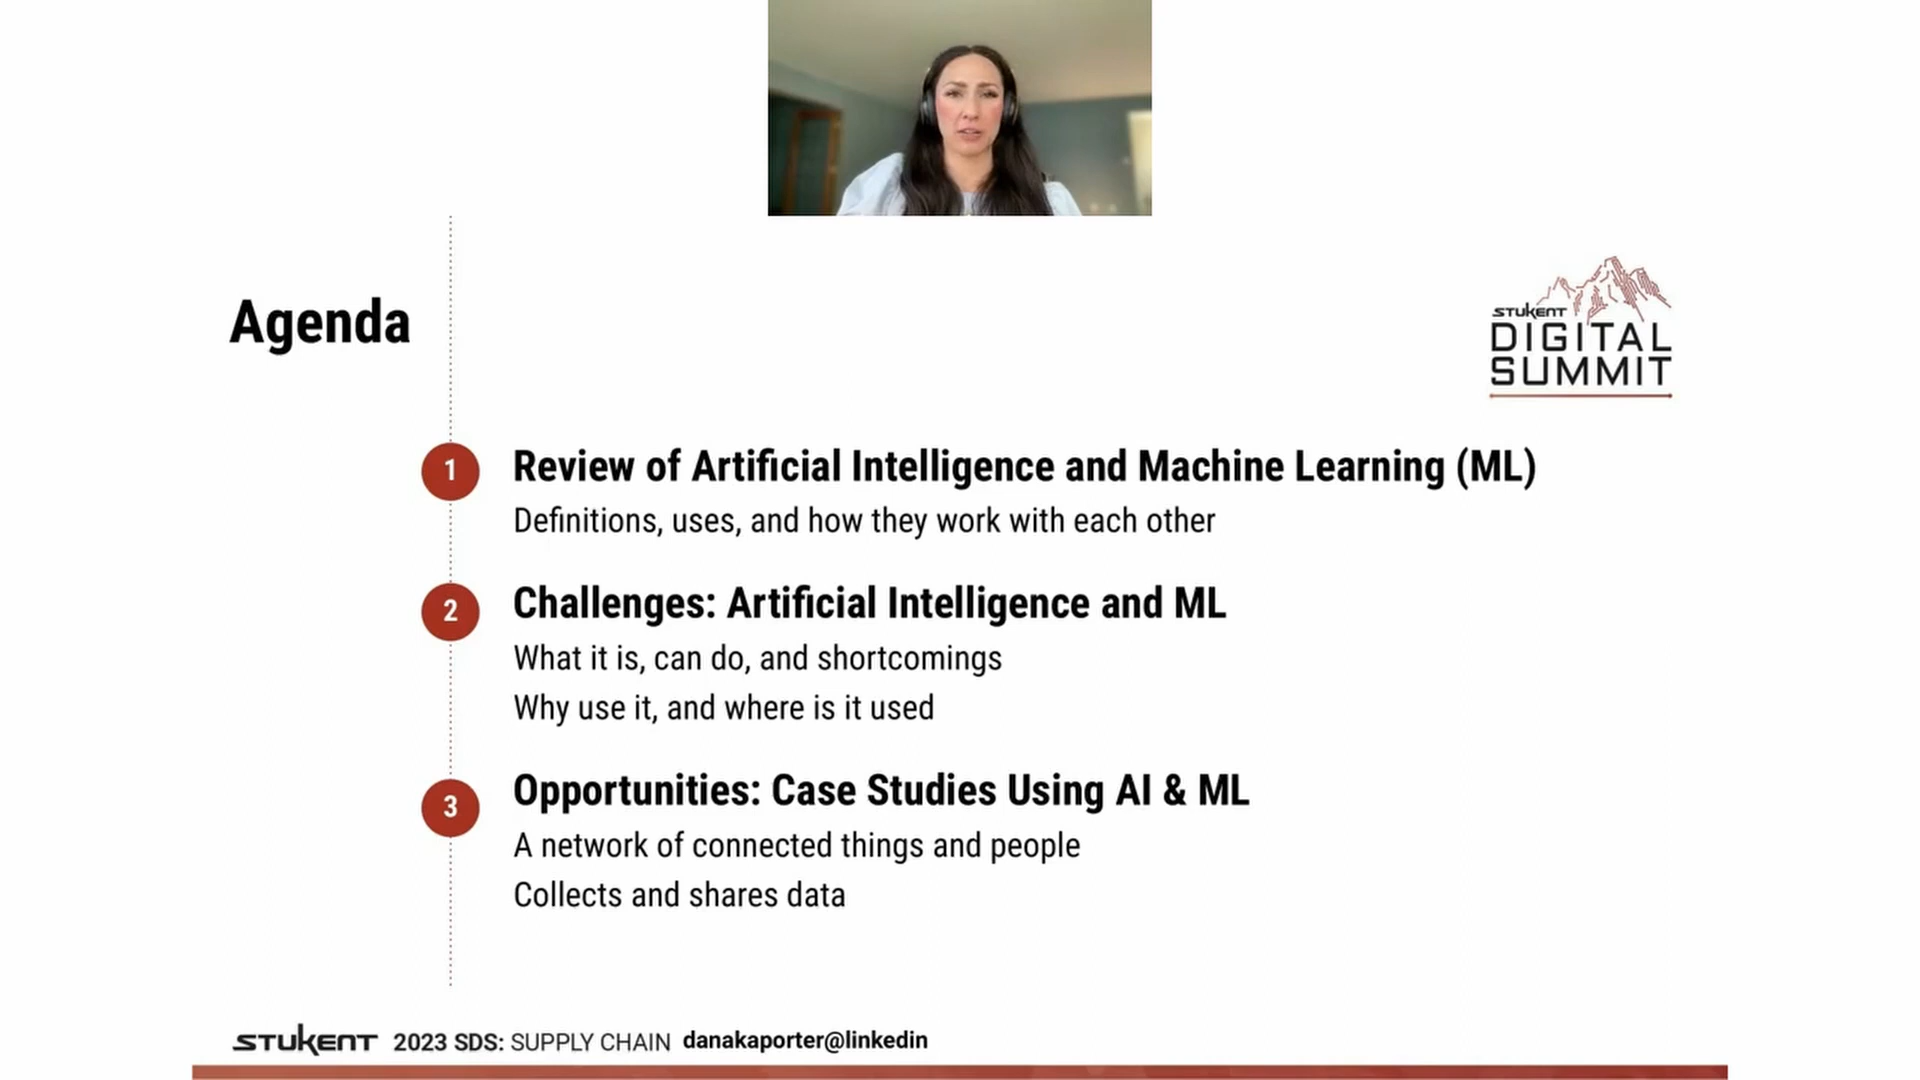 Agenda
STUKENT
DIGITAL
SUMMIT
1
Review of Artificial Intelligence and Machine Learning (ML)
Definitions, uses, and how they work with each other
2
Challenges: Artificial Intelligence and ML
What it is, can do, and shortcomings
Why use it, and where is it used
3
Opportunities: Case Studies Using AI & ML
A network of connected things and people
Collects and shares data
STUKENT 2023 SDS: SUPPLY CHAIN danakaporter@linkedin